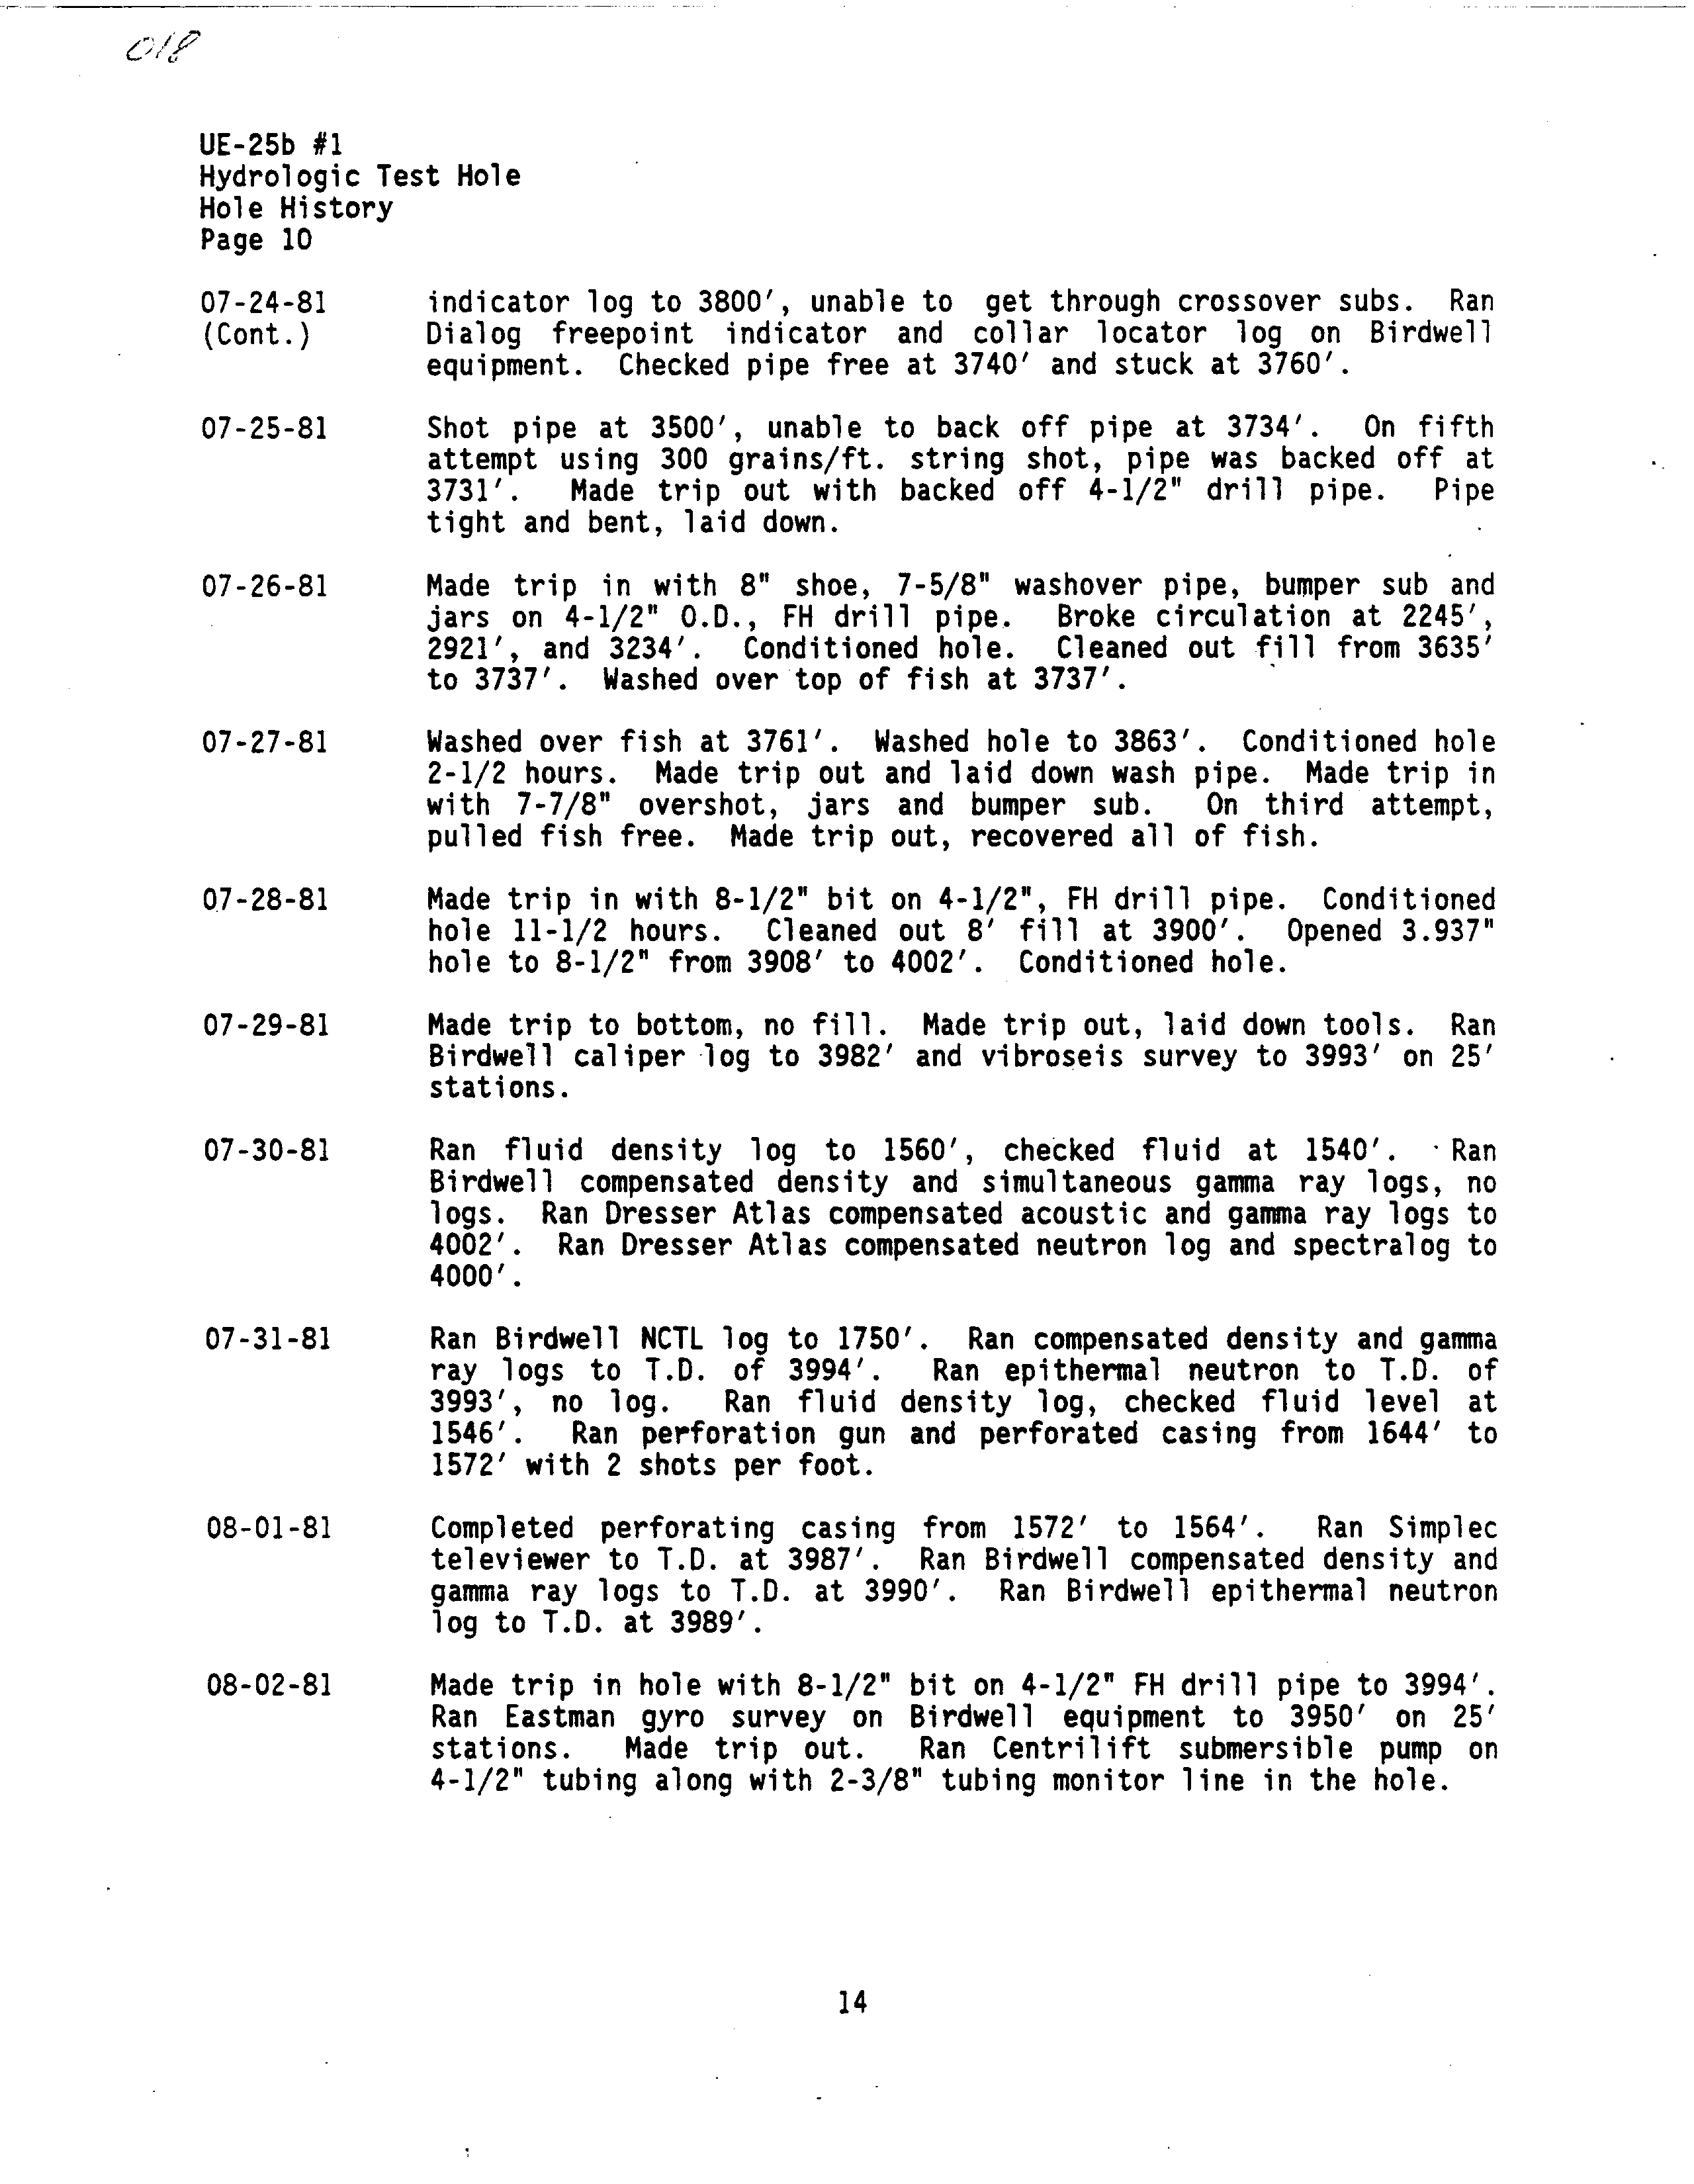 018
UE-25b #1
Hydrologic Test Hole
Hole History
Page 10
07-24-81 indicator log to 3800', unable to get through crossover subs. Ran
(Cont.) Dialog freepoint indicator and collar locator log on Birdwell
equipment. Checked pipe free at 3740' and stuck at 3760'.
07-25-81 Shot pipe at 3500', unable to back off pipe at 3734'. On fifth
attempt using 300 grains/ft. string shot, pipe was backed off at
3731'. Made trip out with backed off 4-1/2" drill pipe. Pipe
tight and bent, laid down.
07-26-81 Made trip in with 8" shoe, 7-5/8" washover pipe, bumper sub and
jars on 4-1/2" O.D., FH drill pipe. Broke circulation at 2245',
2921', and 3234'. Conditioned hole. Cleaned out fill from 3635'
to 3737'. Washed over top of fish at 3737'.
07-27-81 Washed over fish at 3761'. Washed hole to 3863'. Conditioned hole
2-1/2 hours. Made trip out and laid down wash pipe. Made trip in
with 7-7/8" overshot, jars and bumper sub. On third attempt,
pulled fish free. Made trip out, recovered all of fish.
07-28-81 Made trip in with 8-1/2" bit on 4-1/2", FH drill pipe. Conditioned
hole 11-1/2 hours. Cleaned out 8' fill at 3900'. Opened 3.937"
hole to 8-1/2" from 3908' to 4002'. Conditioned hole.
07-29-81 Made trip to bottom, no fill. Made trip out, laid down tools. Ran
Birdwell caliper log to 3982' and vibroseis survey to 3993' on 25'
stations.
07-30-81 Ran fluid density log to 1560', checked fluid at 1540'. Ran
Birdwell compensated density and simultaneous gamma ray logs, no
logs. Ran Dresser Atlas compensated acoustic and gamma ray logs to
4002'. Ran Dresser Atlas compensated neutron log and spectralog to
4000'.
07-31-81 Ran Birdwell NCTL log to 1750'. Ran compensated density and gamma
ray logs to T.D. of 3994'. Ran epithermal neutron to T.D. of
3993', no log. Ran fluid density log, checked fluid level at
1546'. Ran perforation gun and perforated casing from 1644' to
1572' with 2 shots per foot.
08-01-81 Completed perforating casing from 1572' to 1564'. Ran Simplec
televiewer to T.D. at 3987'. Ran Birdwell compensated density and
gamma ray logs to T.D. at 3990'. Ran Birdwell epithermal neutron
log to T.D. at 3989'.
08-02-81 Made trip in hole with 8-1/2" bit on 4-1/2" FH drill pipe to 3994'.
Ran Eastman gyro survey on Birdwell equipment to 3950' on 25'
stations. Made trip out. Ran Centrilift submersible pump on
4-1/2" tubing along with 2-3/8" tubing monitor line in the hole.
14